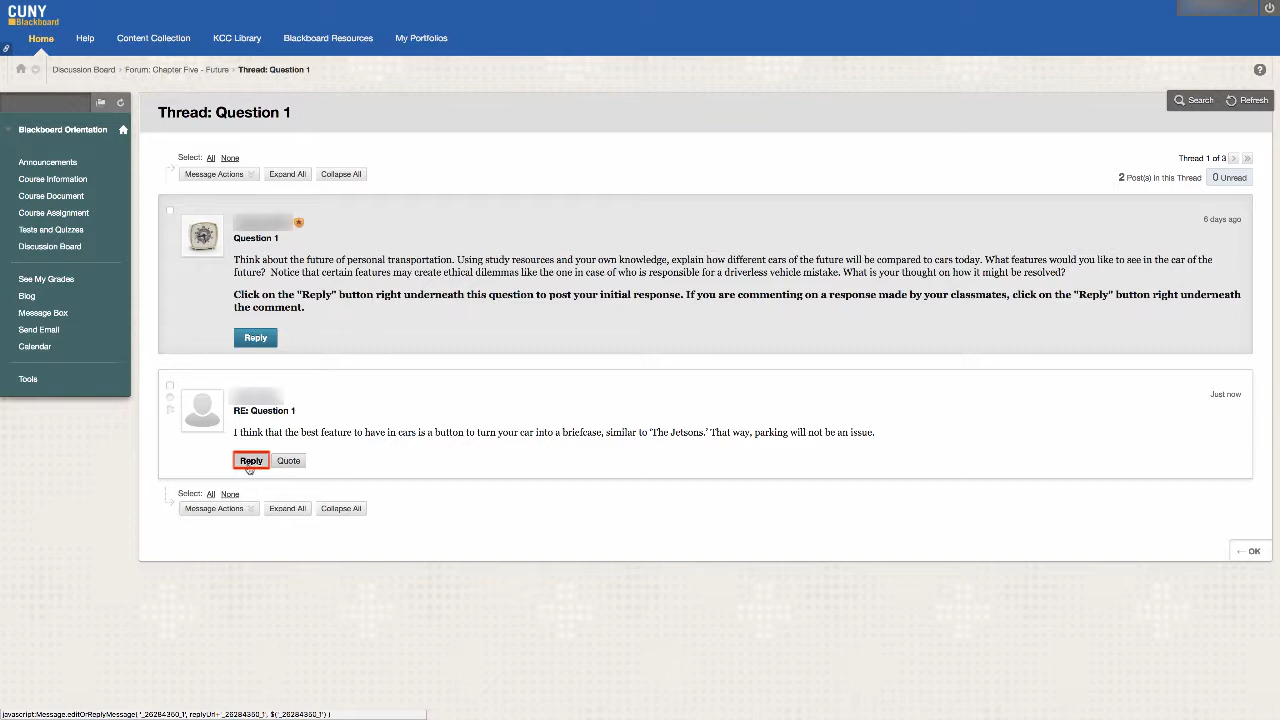 CUNY
Blackboard
Home Help Content Collection KCC Library Blackboard Resources My Portfolios
Discussion Board › Forum: Chapter Five - Future › Thread: Question 1
Blackboard Orientation
Announcements
Course Information
Course Document
Course Assignment
Tests and Quizzes
Discussion Board
See My Grades
Blog
Message Box
Send Email
Calendar
Tools
Thread: Question 1
Search Refresh
Select: All None
Message Actions Expand All Collapse All
Thread 1 of 3
2 Post(s) in this Thread 0 Unread
6 days ago
Question 1
Think about the future of personal transportation. Using study resources and your own knowledge, explain how different cars of the future will be compared to cars today. What features would you like to see in the car of the
future? Notice that certain features may create ethical dilemmas like the one in case of who is responsible for a driverless vehicle mistake. What is your thought on how it might be resolved?
Click on the "Reply" button right underneath this question to post your initial response. If you are commenting on a response made by your classmates, click on the "Reply" button right underneath
the comment.
Reply
Just now
RE: Question 1
I think that the best feature to have in cars is a button to turn your car into a briefcase, similar to 'The Jetsons.' That way, parking will not be an issue.
Reply Quote
Select: All None
Message Actions Expand All Collapse All
← OK
javascript:Message.editOrReplyMessage( '_26284350_1', replyUrl+'_26284350_1', $('_26284350_1') )